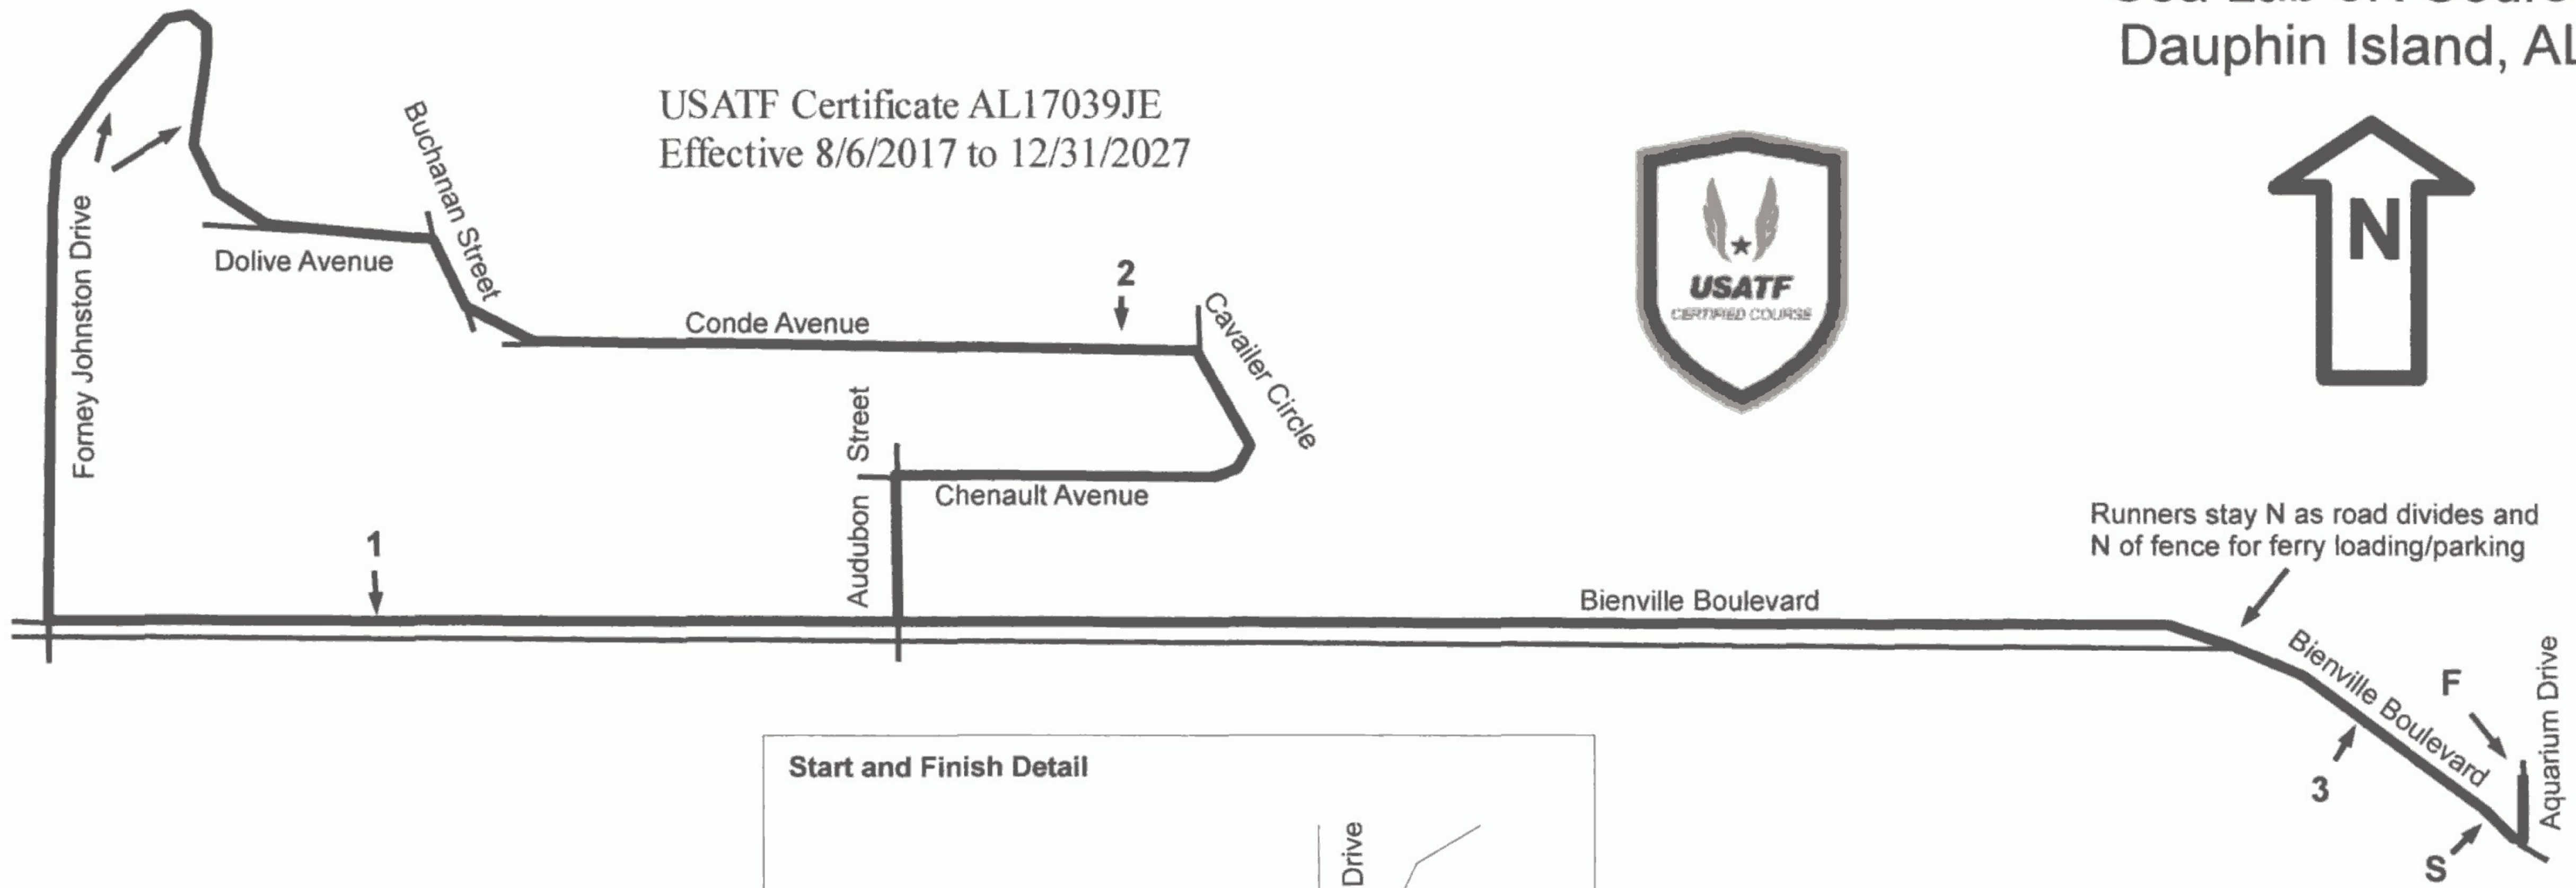 Dauphin Island, AL
USATF Certificate AL17039JE
Effective 8/6/2017 to 12/31/2027
Buchanan Street
Forney Johnston Drive
Dolive Avenue
N
USATF
CERTIFIED COURSE
2
Conde Avenue
Cavailer Circle
Audubon Street
Chenault Avenue
1
Runners stay N as road divides and
N of fence for ferry loading/parking
Bienville Boulevard
Bienville Boulevard
F
Aquarium Drive
3
S
Start and Finish Detail
Drive